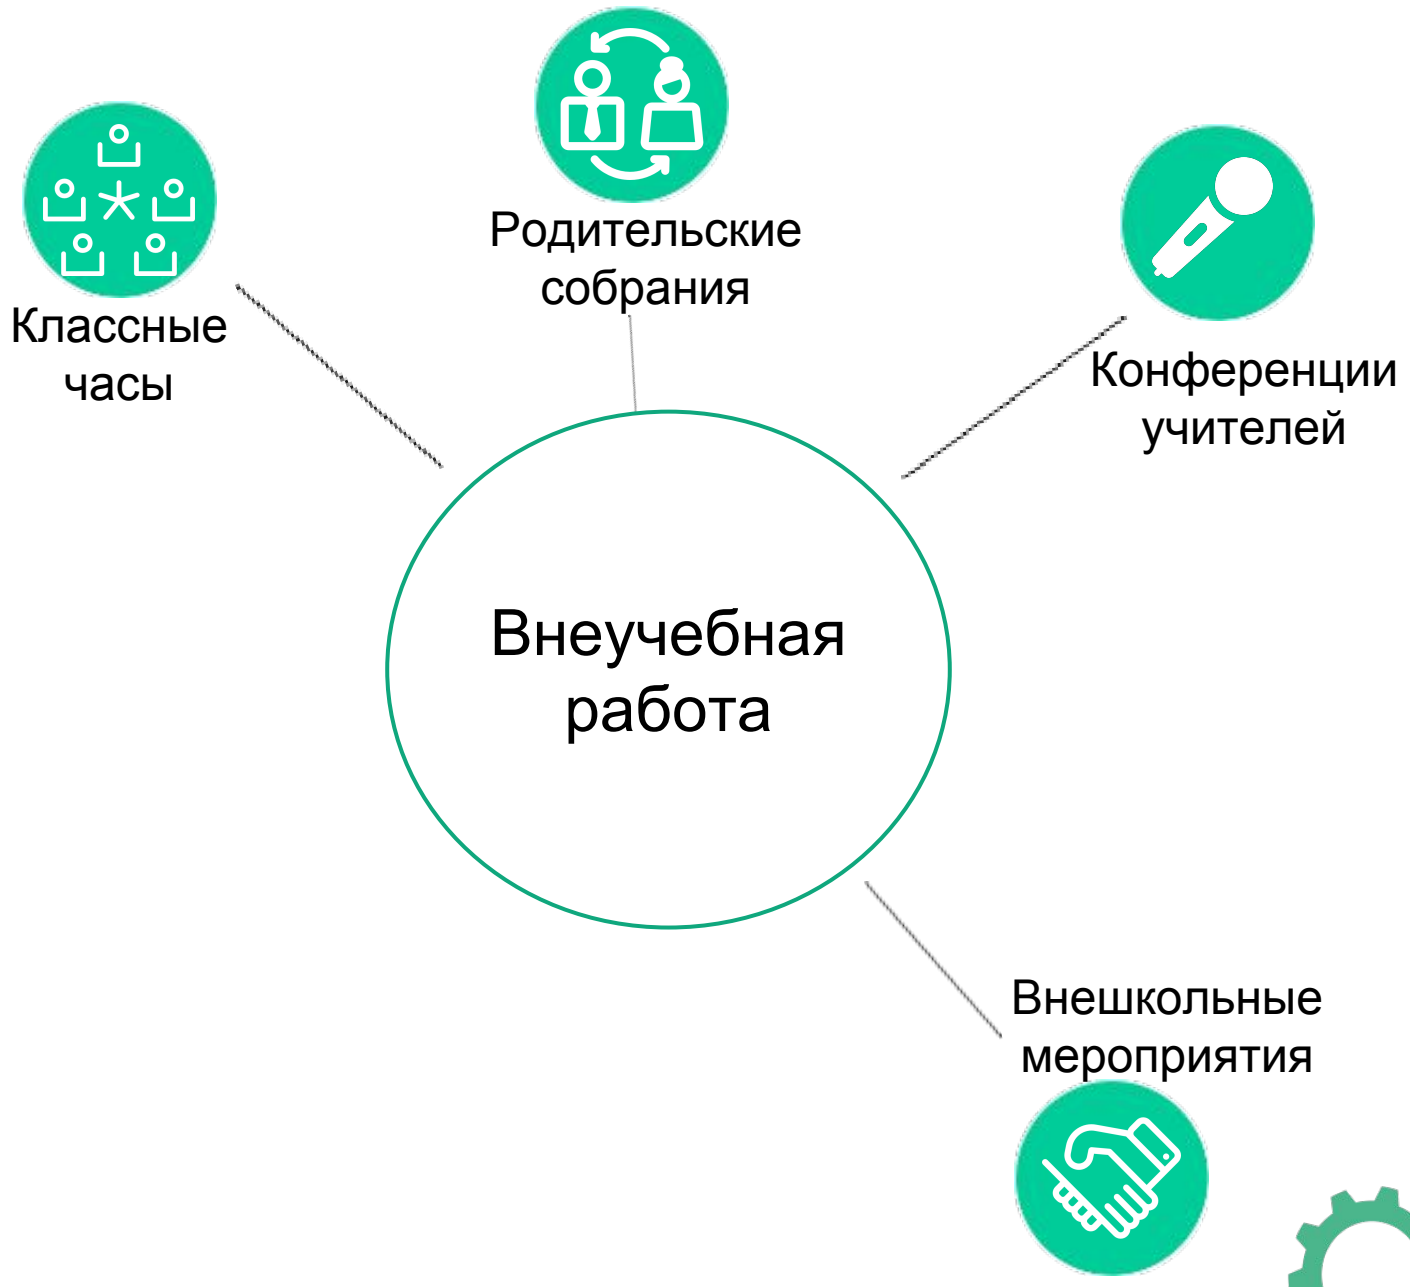 Родительские
собрания
Классные
часы
Конференции
учителей
Внеучебная
работа
Внешкольные
мероприятия